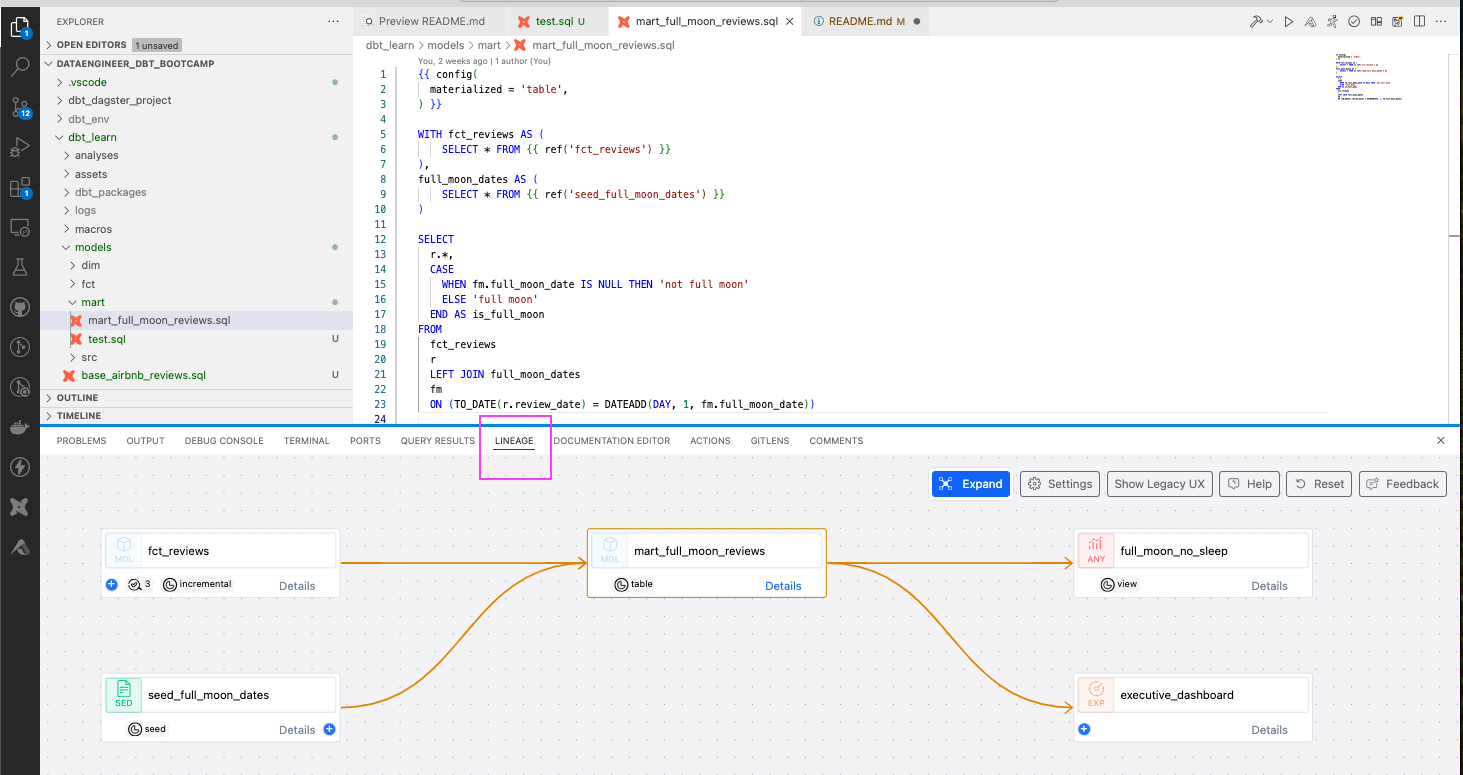 EXPLORER
OPEN EDITORS 1 unsaved
DATAENGINEER_DBT_BOOTCAMP
.vscode
dbt_dagster_project
dbt_env
dbt_learn
analyses
assets
dbt_packages
logs
macros
models
dim
fct
mart
mart_full_moon_reviews.sql
test.sql U
src
base_airbnb_reviews.sql U
OUTLINE
TIMELINE
1
12
1
Preview README.md
test.sql U
mart_full_moon_reviews.sql
README.md M
dbt_learn > models > mart > mart_full_moon_reviews.sql
You, 2 weeks ago | 1 author (You)
1 {{ config(
2 materialized = 'table',
3 ) }}
4
5 WITH fct_reviews AS (
6 SELECT * FROM {{ ref('fct_reviews') }}
7 ),
8 full_moon_dates AS (
9 SELECT * FROM {{ ref('seed_full_moon_dates') }}
10 )
11
12 SELECT
13 r.*,
14 CASE
15 WHEN fm.full_moon_date IS NULL THEN 'not full moon'
16 ELSE 'full moon'
17 END AS is_full_moon
18 FROM
19 fct_reviews
20 r
21 LEFT JOIN full_moon_dates
22 fm
23 ON (TO_DATE(r.review_date) = DATEADD(DAY, 1, fm.full_moon_date))
24
PROBLEMS OUTPUT DEBUG CONSOLE TERMINAL PORTS QUERY RESULTS LINEAGE DOCUMENTATION EDITOR ACTIONS GITLENS COMMENTS
Expand Settings Show Legacy UX Help Reset Feedback
MDL fct_reviews
3 incremental Details
MDL mart_full_moon_reviews
table Details
ANY full_moon_no_sleep
view Details
SED seed_full_moon_dates
seed Details
EXP executive_dashboard
Details